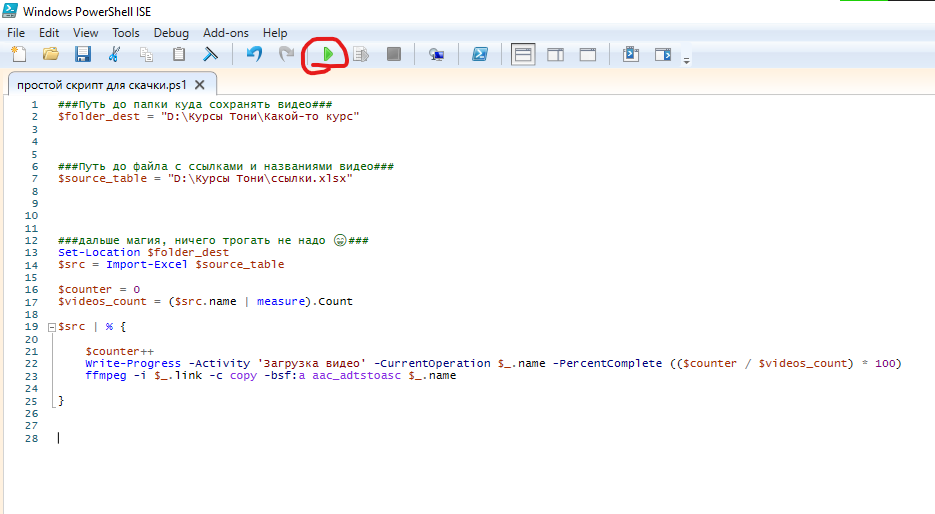 Windows PowerShell ISE
File Edit View Tools Debug Add-ons Help
простой скрипт для скачки.ps1
1 ###Путь до папки куда сохранять видео###
2 $folder_dest = "D:\Курсы Тони\Какой-то курс"
3
4
5
6 ###Путь до файла с ссылками и названиями видео###
7 $source_table = "D:\Курсы Тони\ссылки.xlsx"
8
9
10
11
12 ###дальше магия, ничего трогать не надо 😁###
13 Set-Location $folder_dest
14 $src = Import-Excel $source_table
15
16 $counter = 0
17 $videos_count = ($src.name | measure).Count
18
19 $src | % {
20
21 $counter++
22 Write-Progress -Activity 'Загрузка видео' -CurrentOperation $_.name -PercentComplete (($counter / $videos_count) * 100)
23 ffmpeg -i $_.link -c copy -bsf:a aac_adtstoasc $_.name
24
25 }
26
27
28